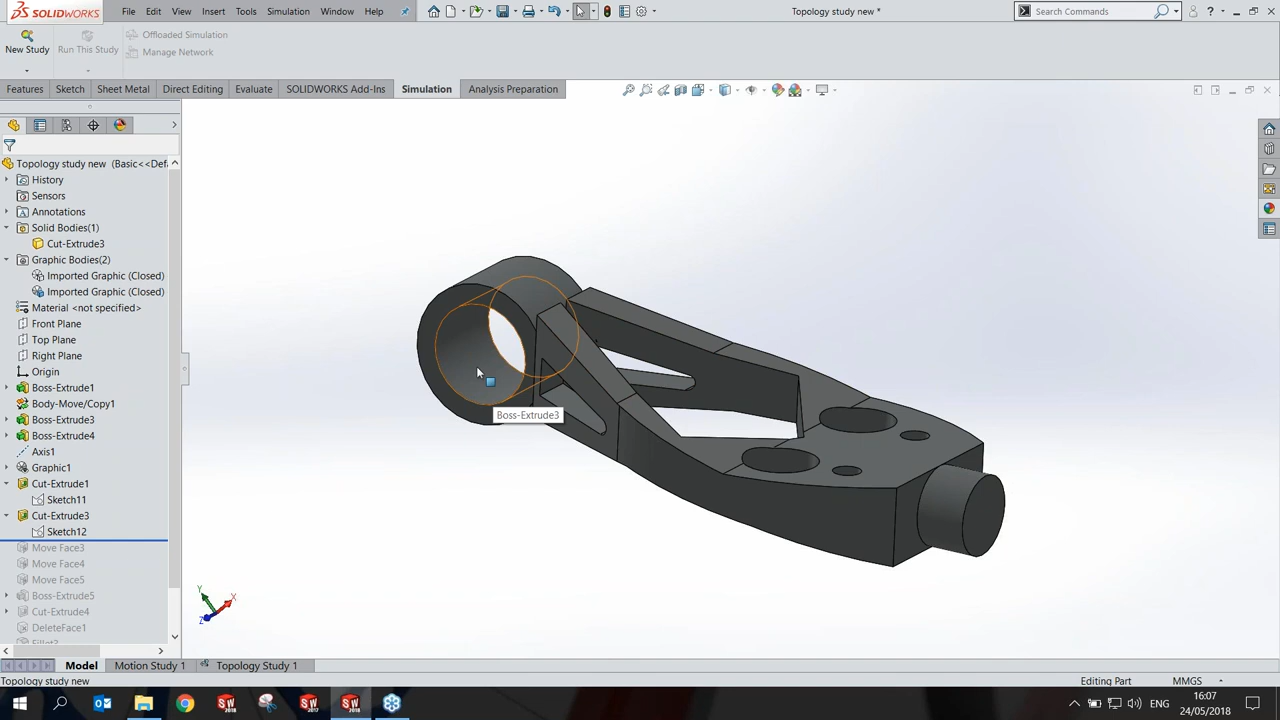 SOLIDWORKS File Edit View Insert Tools Simulation Window Help Topology study new * Search Commands ?
New Study Run This Study Offloaded Simulation
Manage Network
Features Sketch Sheet Metal Direct Editing Evaluate SOLIDWORKS Add-Ins Simulation Analysis Preparation
Topology study new (Basic<<Def
History
Sensors
Annotations
Solid Bodies(1)
Cut-Extrude3
Graphic Bodies(2)
Imported Graphic (Closed)
Imported Graphic (Closed)
Material <not specified>
Front Plane
Top Plane
Right Plane
Origin
Boss-Extrude1
Body-Move/Copy1
Boss-Extrude3
Boss-Extrude4
Axis1
Graphic1
Cut-Extrude1
Sketch11
Cut-Extrude3
Sketch12
Move Face3
Move Face4
Move Face5
Boss-Extrude5
Cut-Extrude4
DeleteFace1
Boss-Extrude3
Y
X
Z
Model Motion Study 1 Topology Study 1
Topology study new Editing Part MMGS
ENG 16:07
24/05/2018